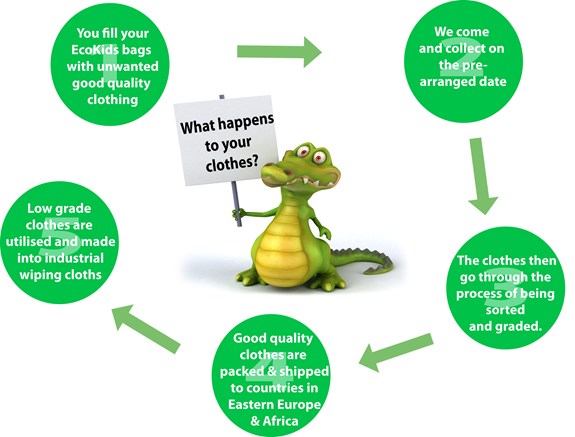 1
You fill your
EcoKids bags
with unwanted
good quality
clothing
2
We come
and collect on
the pre-
arranged date
What happens
to your
clothes?
3
The clothes then
go through the
process of being
sorted
and graded.
4
Good quality
clothes are
packed & shipped
to countries in
Eastern Europe
& Africa
5
Low grade
clothes are
utilised and made
into industrial
wiping cloths